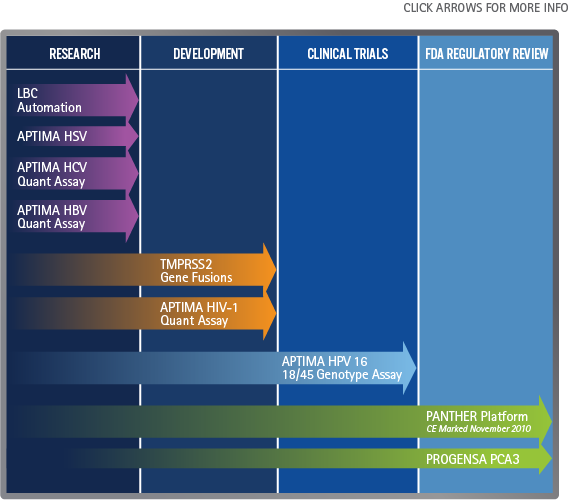 CLICK ARROWS FOR MORE INFO
RESEARCH
DEVELOPMENT
CLINICAL TRIALS
FDA REGULATORY REVIEW
LBC
Automation
APTIMA HSV
APTIMA HCV
Quant Assay
APTIMA HBV
Quant Assay
TMPRSS2
Gene Fusions
APTIMA HIV-1
Quant Assay
APTIMA HPV 16
18/45 Genotype Assay
PANTHER Platform
CE Marked November 2010
PROGENSA PCA3